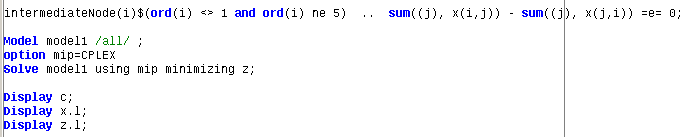 intermediateNode(i)$(ord(i) <> 1 and ord(i) ne 5)  ..  sum((j), x(i,j)) - sum((j), x(j,i)) =e= 0;
Model model1 /all/ ;
option mip=CPLEX
Solve model1 using mip minimizing z;
Display c;
Display x.l;
Display z.l;